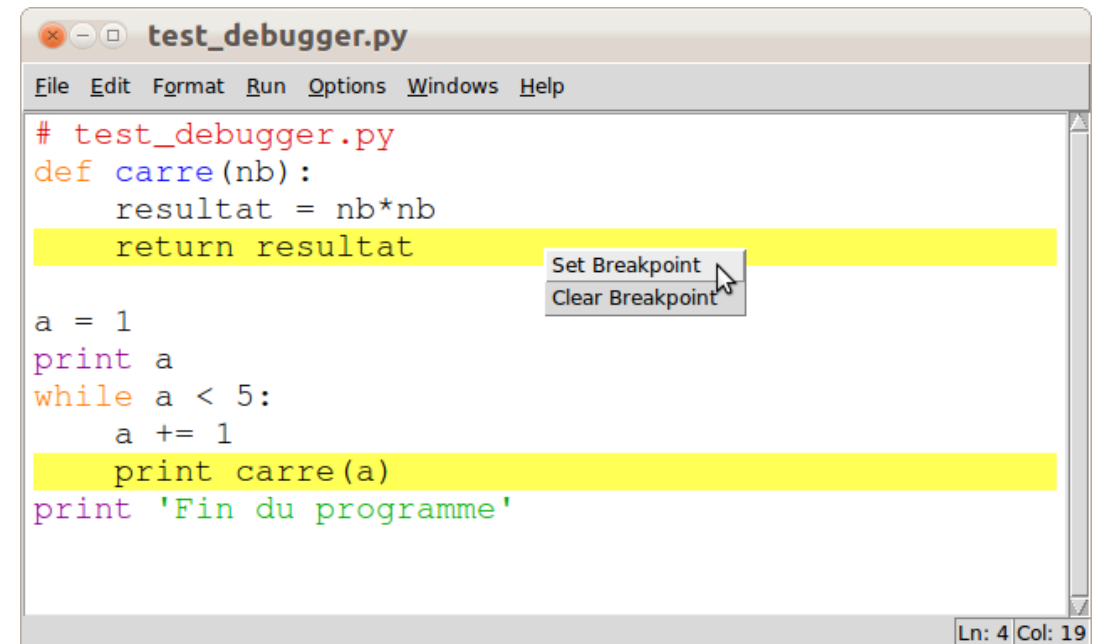 test_debugger.py
File Edit Format Run Options Windows Help
# test_debugger.py
def carre(nb):
    resultat = nb*nb
    return resultat
Set Breakpoint
Clear Breakpoint
a = 1
print a
while a < 5:
    a += 1
    print carre(a)
print 'Fin du programme'
Ln: 4 Col: 19